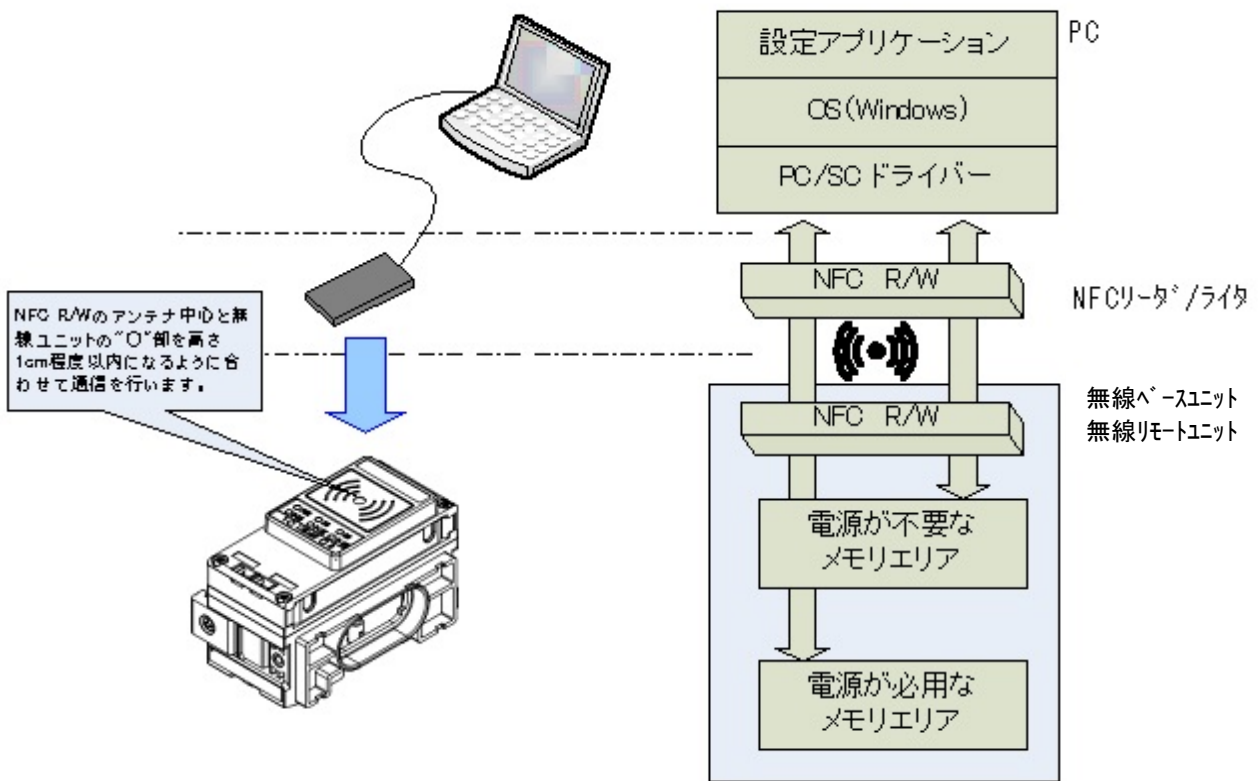 設定アプリケーション
PC
OS(Windows)
PC/SC ドライバー
NFC R/W
NFCリーダ/ライタ
NFC R/Wのアンテナ中心と無
線ユニットの"○"部を高さ
1cm程度以内になるように合
わせて通信を行います。
無線ベースユニット
NFC R/W
無線リモートユニット
電源が不要な
メモリエリア
電源が必用な
メモリエリア